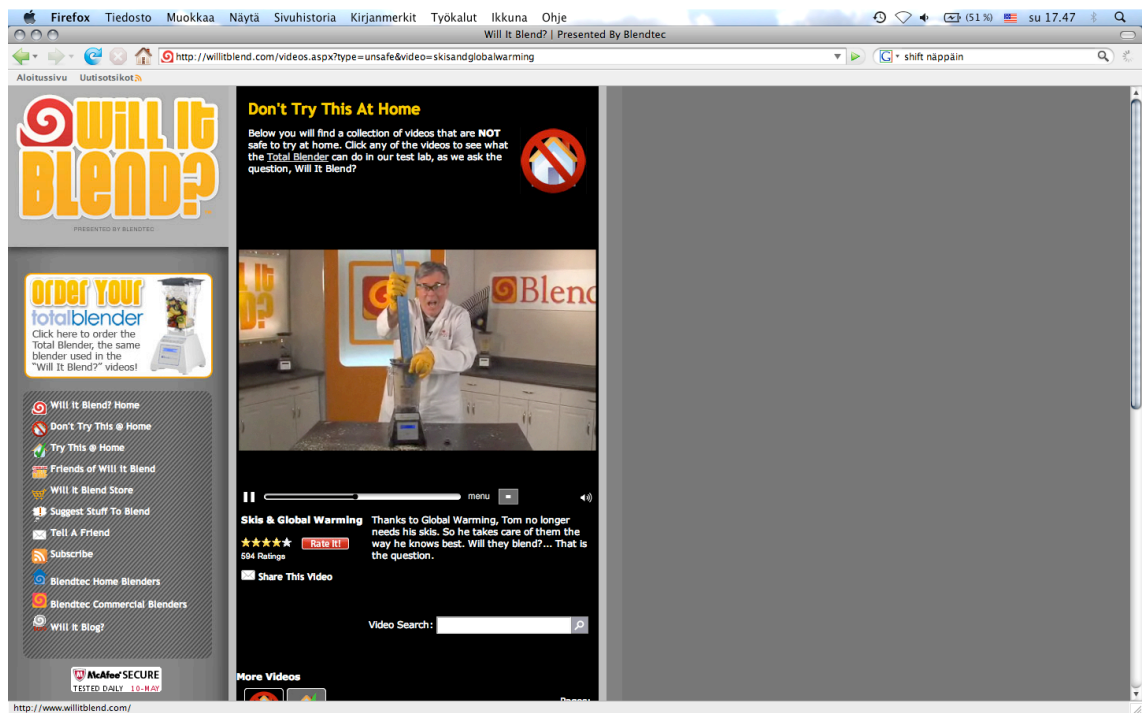 Firefox Tiedosto Muokkaa Näytä Sivuhistoria Kirjanmerkit Työkalut Ikkuna Ohje (51 %) su 17.47
Will It Blend? | Presented By Blendtec
http://willitblend.com/videos.aspx?type=unsafe&video=skisandglobalwarming
shift näppäin
Aloitussivu Uutisotsikot
WiLL IT
BLEND?
PRESENTED BY BLENDTEC
Order Your
totalblender
Click here to order the
Total Blender, the same
blender used in the
"Will It Blend?" videos!
Will It Blend? Home
Don't Try This @ Home
Try This @ Home
Friends of Will It Blend
Will It Blend Store
Suggest Stuff To Blend
Tell A Friend
Subscribe
Blendtec Home Blenders
Blendtec Commercial Blenders
Will It Blog?
McAfee SECURE
TESTED DAILY 10-MAY
Don't Try This At Home
Below you will find a collection of videos that are NOT
safe to try at home. Click any of the videos to see what
the Total Blender can do in our test lab, as we ask the
question, Will It Blend?
Blend
menu
Skis & Global Warming
594 Ratings
Rate It!
Share This Video
Thanks to Global Warming, Tom no longer
needs his skis. So he takes care of them the
way he knows best. Will they blend?... That is
the question.
Video Search:
More Videos
Pages:
http://www.willitblend.com/